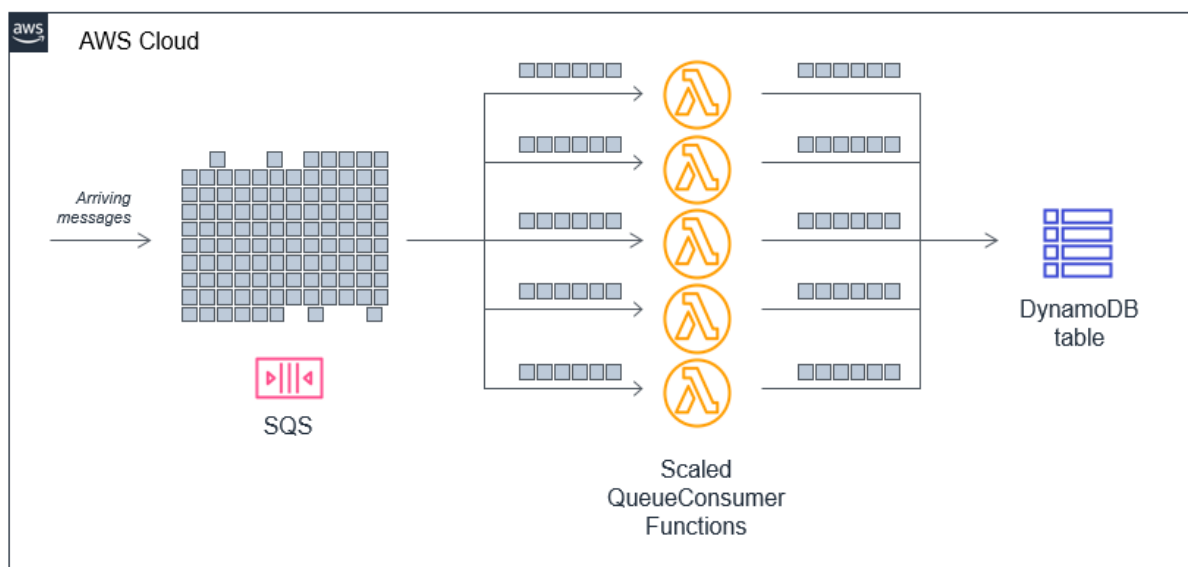 aws
AWS Cloud
Arriving
messages
SQS
Scaled
QueueConsumer
Functions
DynamoDB
table